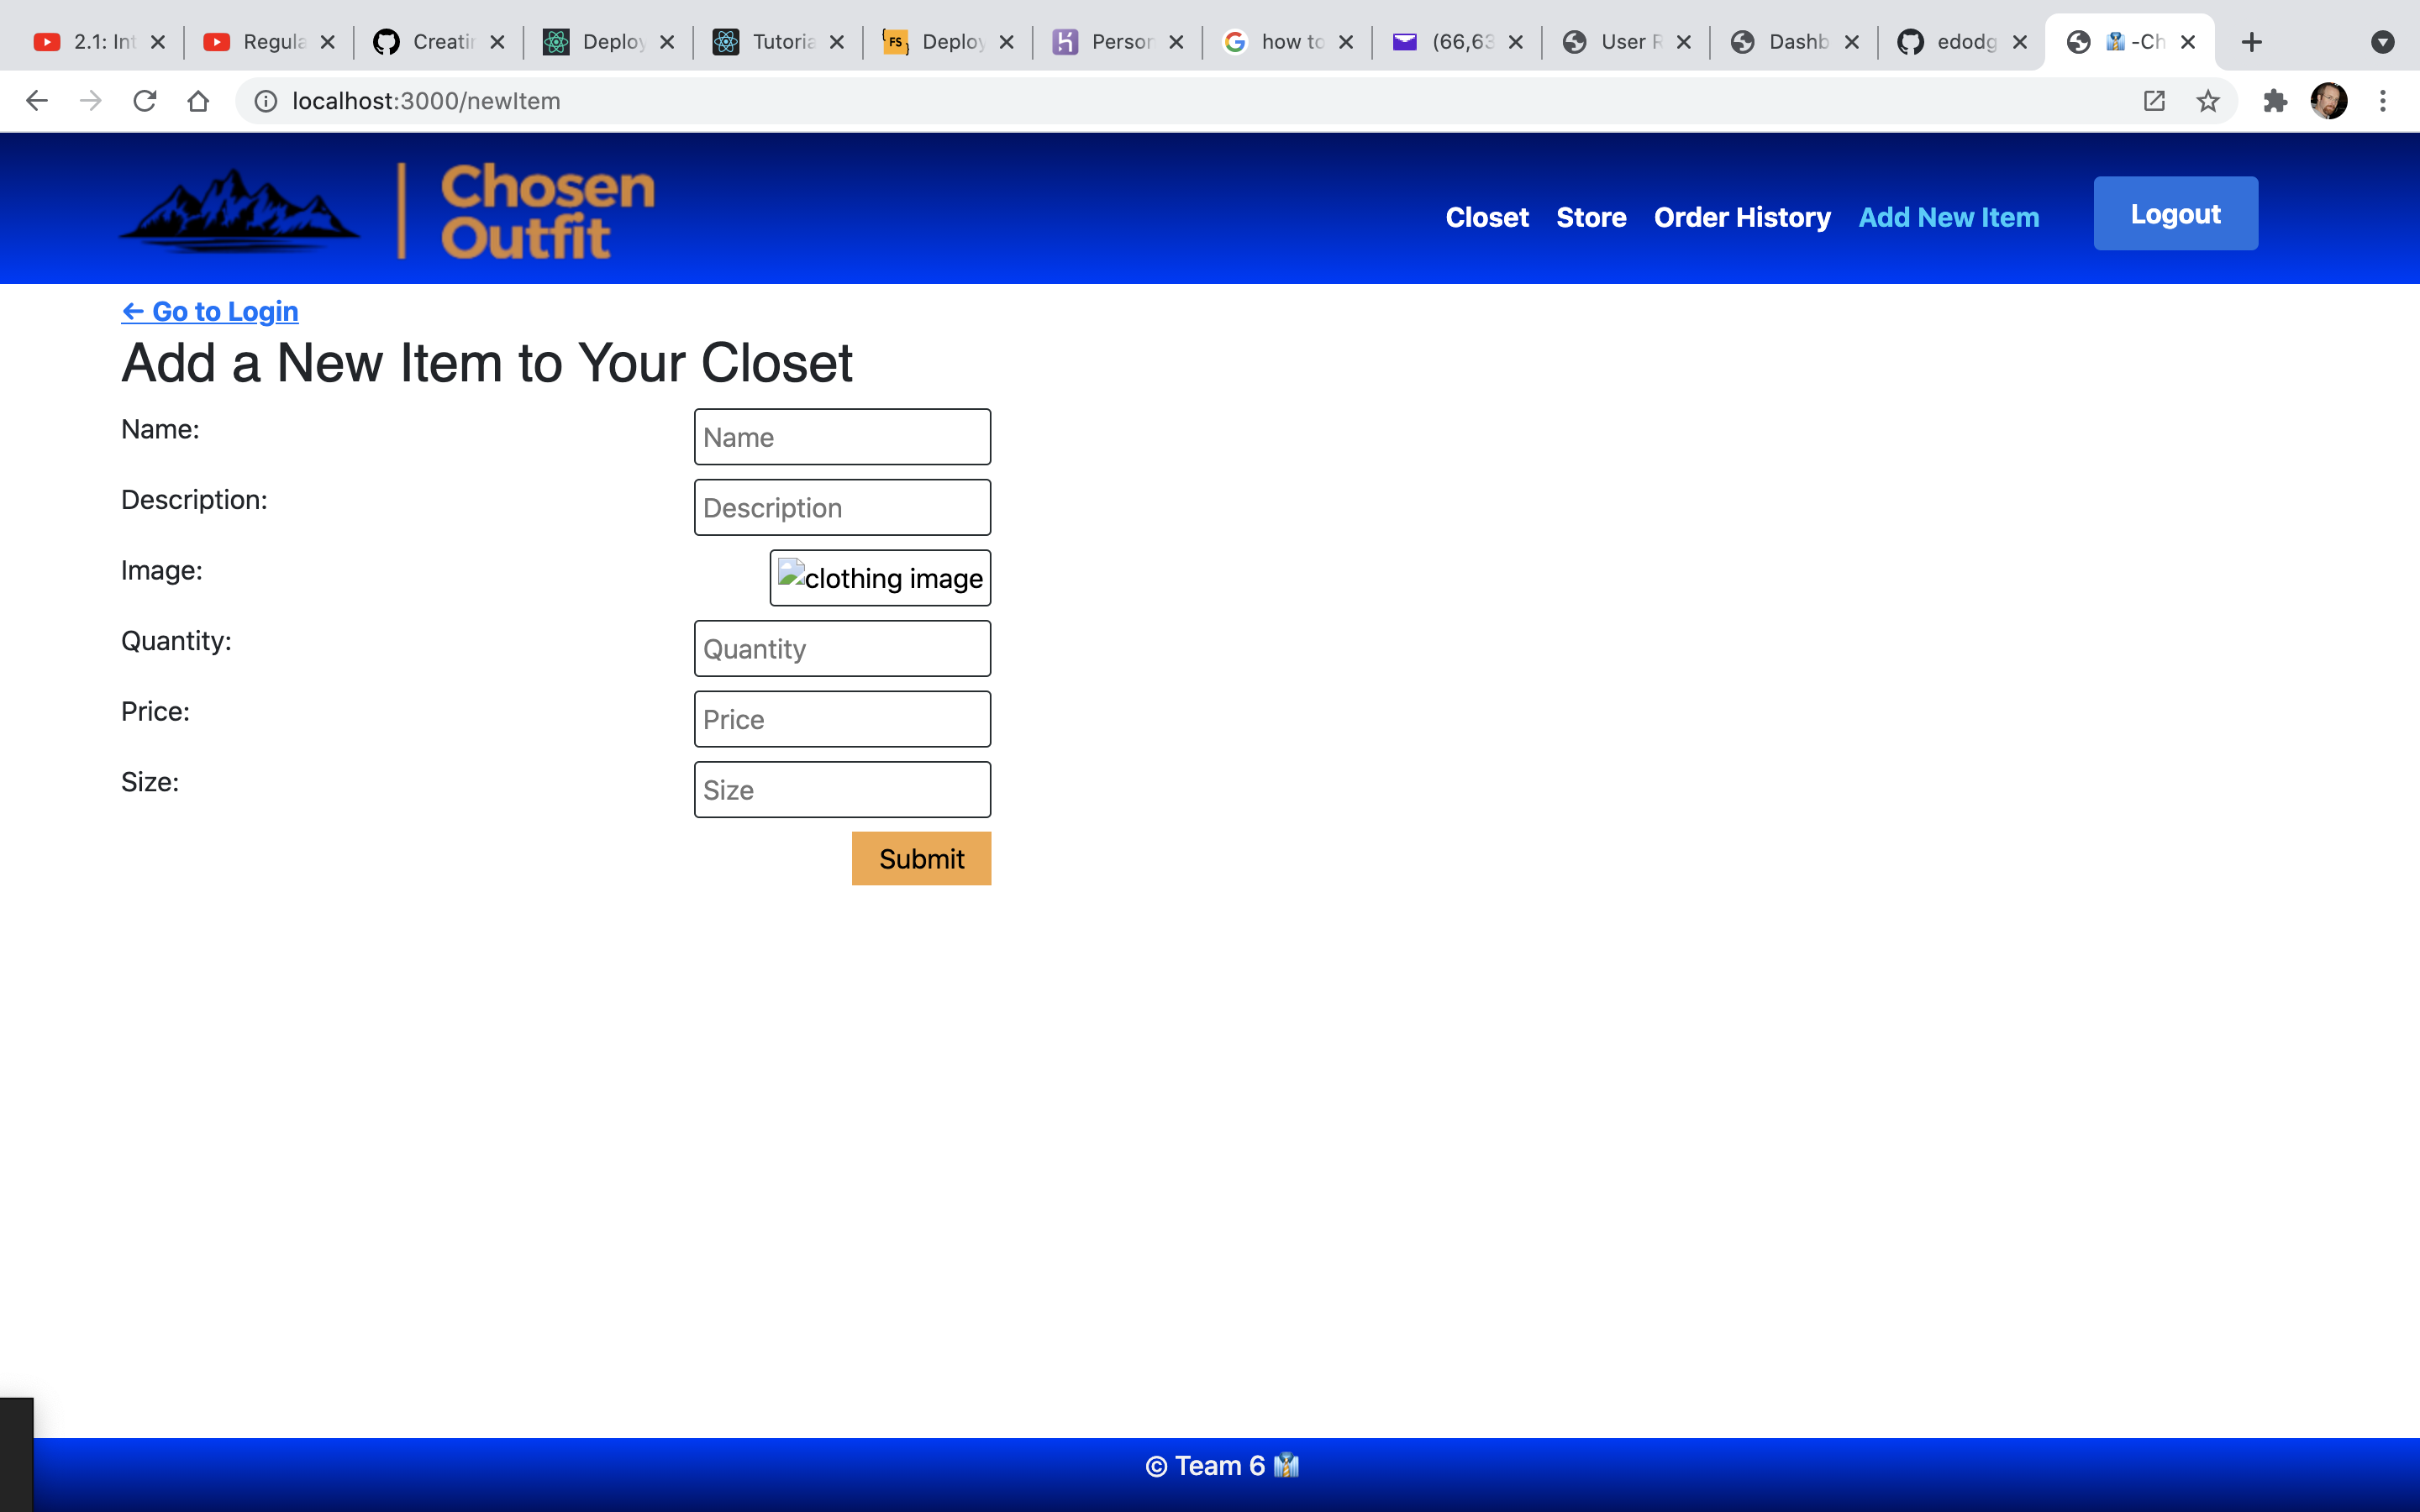 2.1: Int Regula Creatin Deploy Tutoria Deploy Person how to (66,63 User R Dashb edodg 👔 -Ch
localhost:3000/newItem
Chosen
Outfit
Closet Store Order History Add New Item Logout
← Go to Login
Add a New Item to Your Closet
Name: Name
Description: Description
Image: clothing image
Quantity: Quantity
Price: Price
Size: Size
Submit
© Team 6 👔